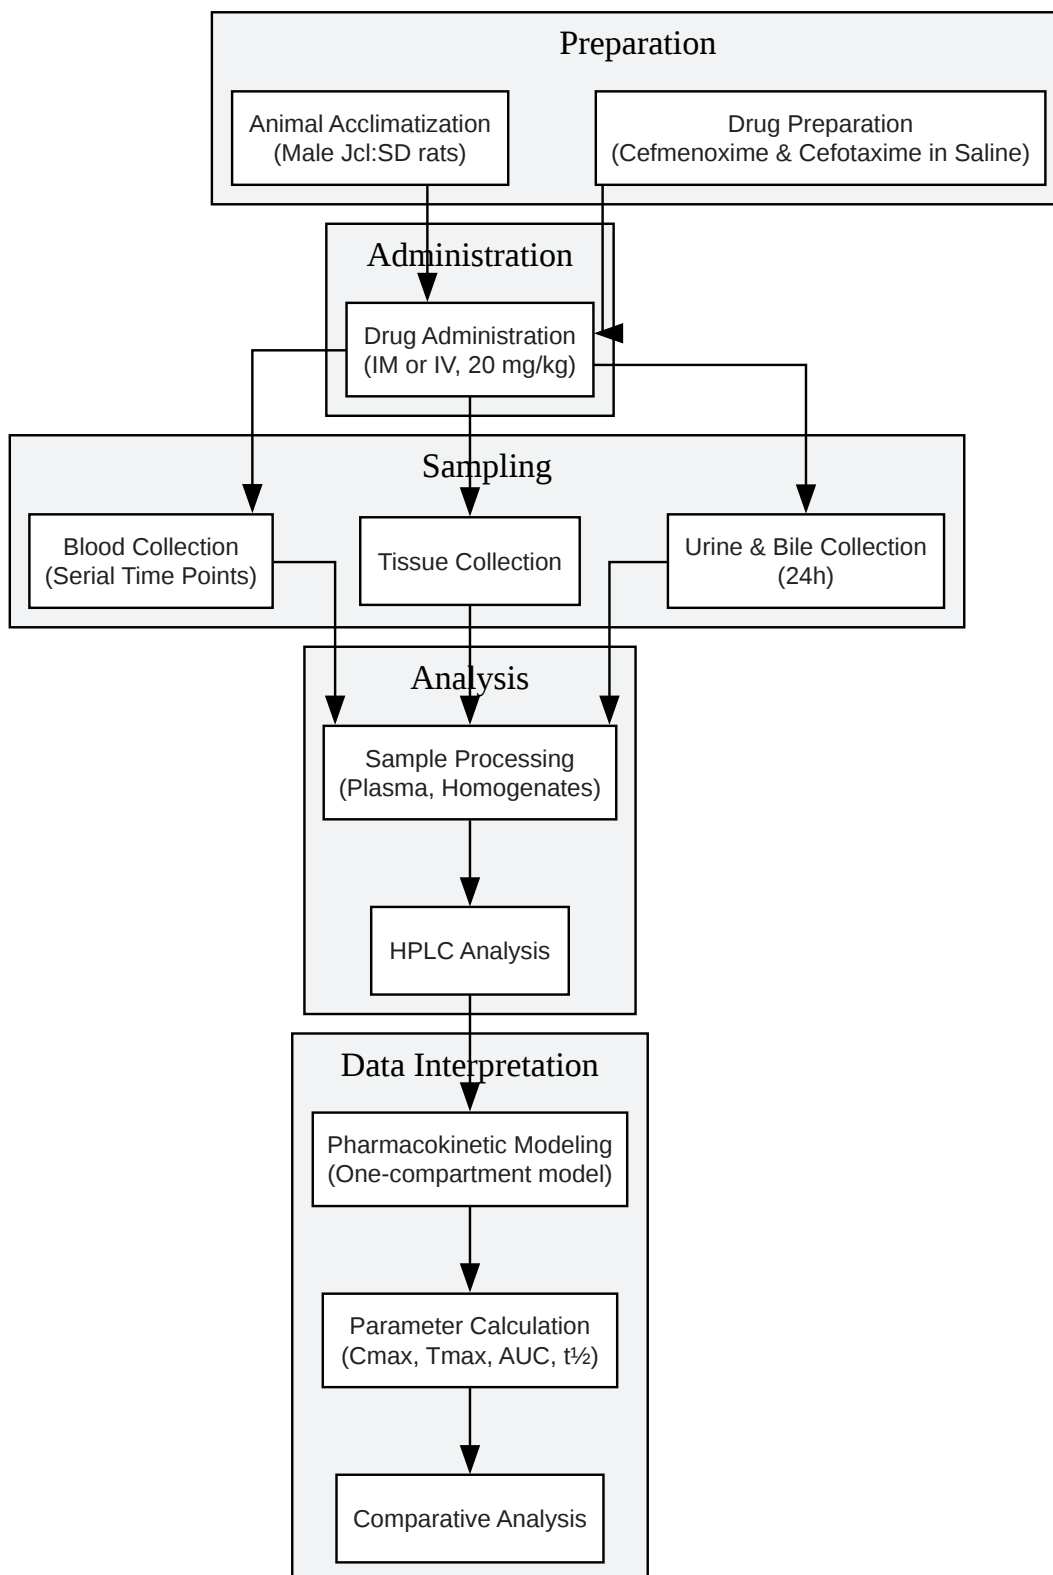 Preparation
Animal Acclimatization
(Male Jcl:SD rats)
Drug Preparation
(Cefmenoxime & Cefotaxime in Saline)
Administration
Drug Administration
(IM or IV, 20 mg/kg)
Sampling
Blood Collection
(Serial Time Points)
Tissue Collection
Urine & Bile Collection
(24h)
Analysis
Sample Processing
(Plasma, Homogenates)
HPLC Analysis
Data Interpretation
Pharmacokinetic Modeling
(One-compartment model)
Parameter Calculation
(Cmax, Tmax, AUC, t½)
Comparative Analysis